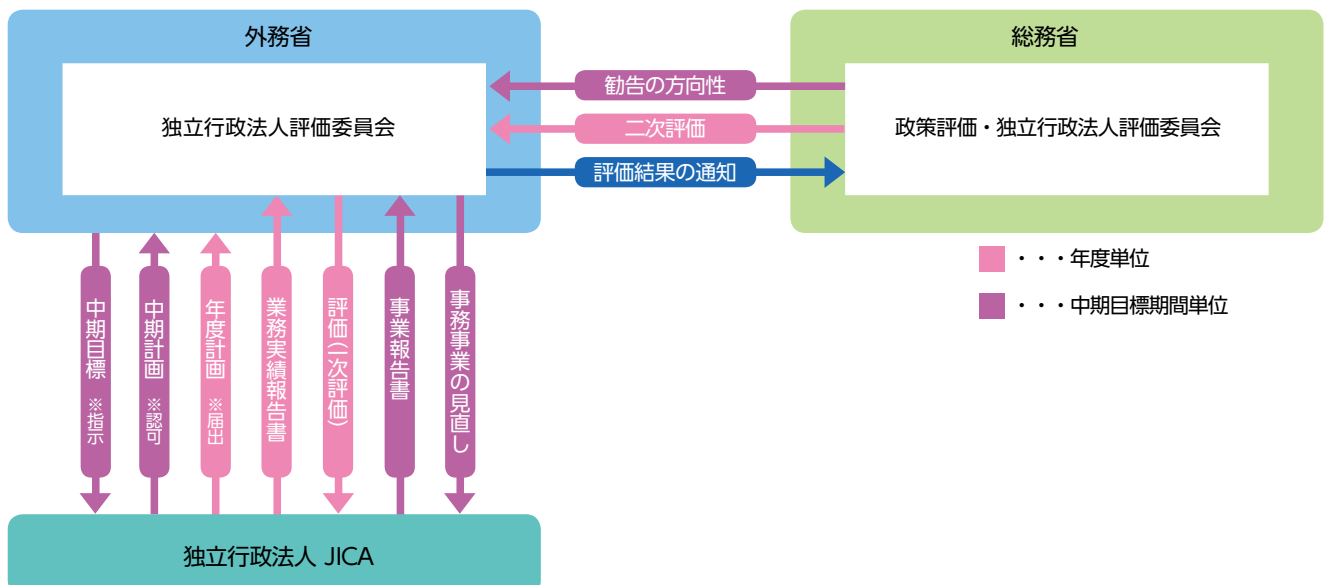 外務省
総務省
独立行政法人評価委員会
政策評価・独立行政法人評価委員会
勧告の方向性
二次評価
評価結果の通知
・・・年度単位
・・・中期目標期間単位
中期目標 ※指示
中期計画 ※認可
年度計画 ※届出
業務実績報告書
評価(一次評価)
事業報告書
事務事業の見直し
独立行政法人 JICA